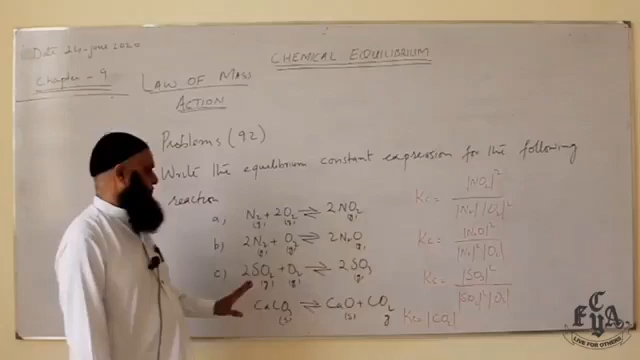 Date 24-June 2020
CHEMICAL EQUILIBRIUM
Chapter - 9
LAW OF MASS
ACTION
Problems (9.2)
Write the equilibrium constant expression for the following
reaction
a, N2(g) + 2O2(g) ⇌ 2NO2(g) Kc = |NO2|² / |N2| |O2|²
b) 2N2(g) + O2(g) ⇌ 2N2O(g) Kc = |N2O|² / |N2|² |O2|
c) 2SO2(g) + O2(g) ⇌ 2SO3(g) Kc = |SO3|² / |SO2|² |O2|
CaCO3(s) ⇌ CaO(s) + CO2 g Kc = |CO2|
LIVE FOR OTHERS